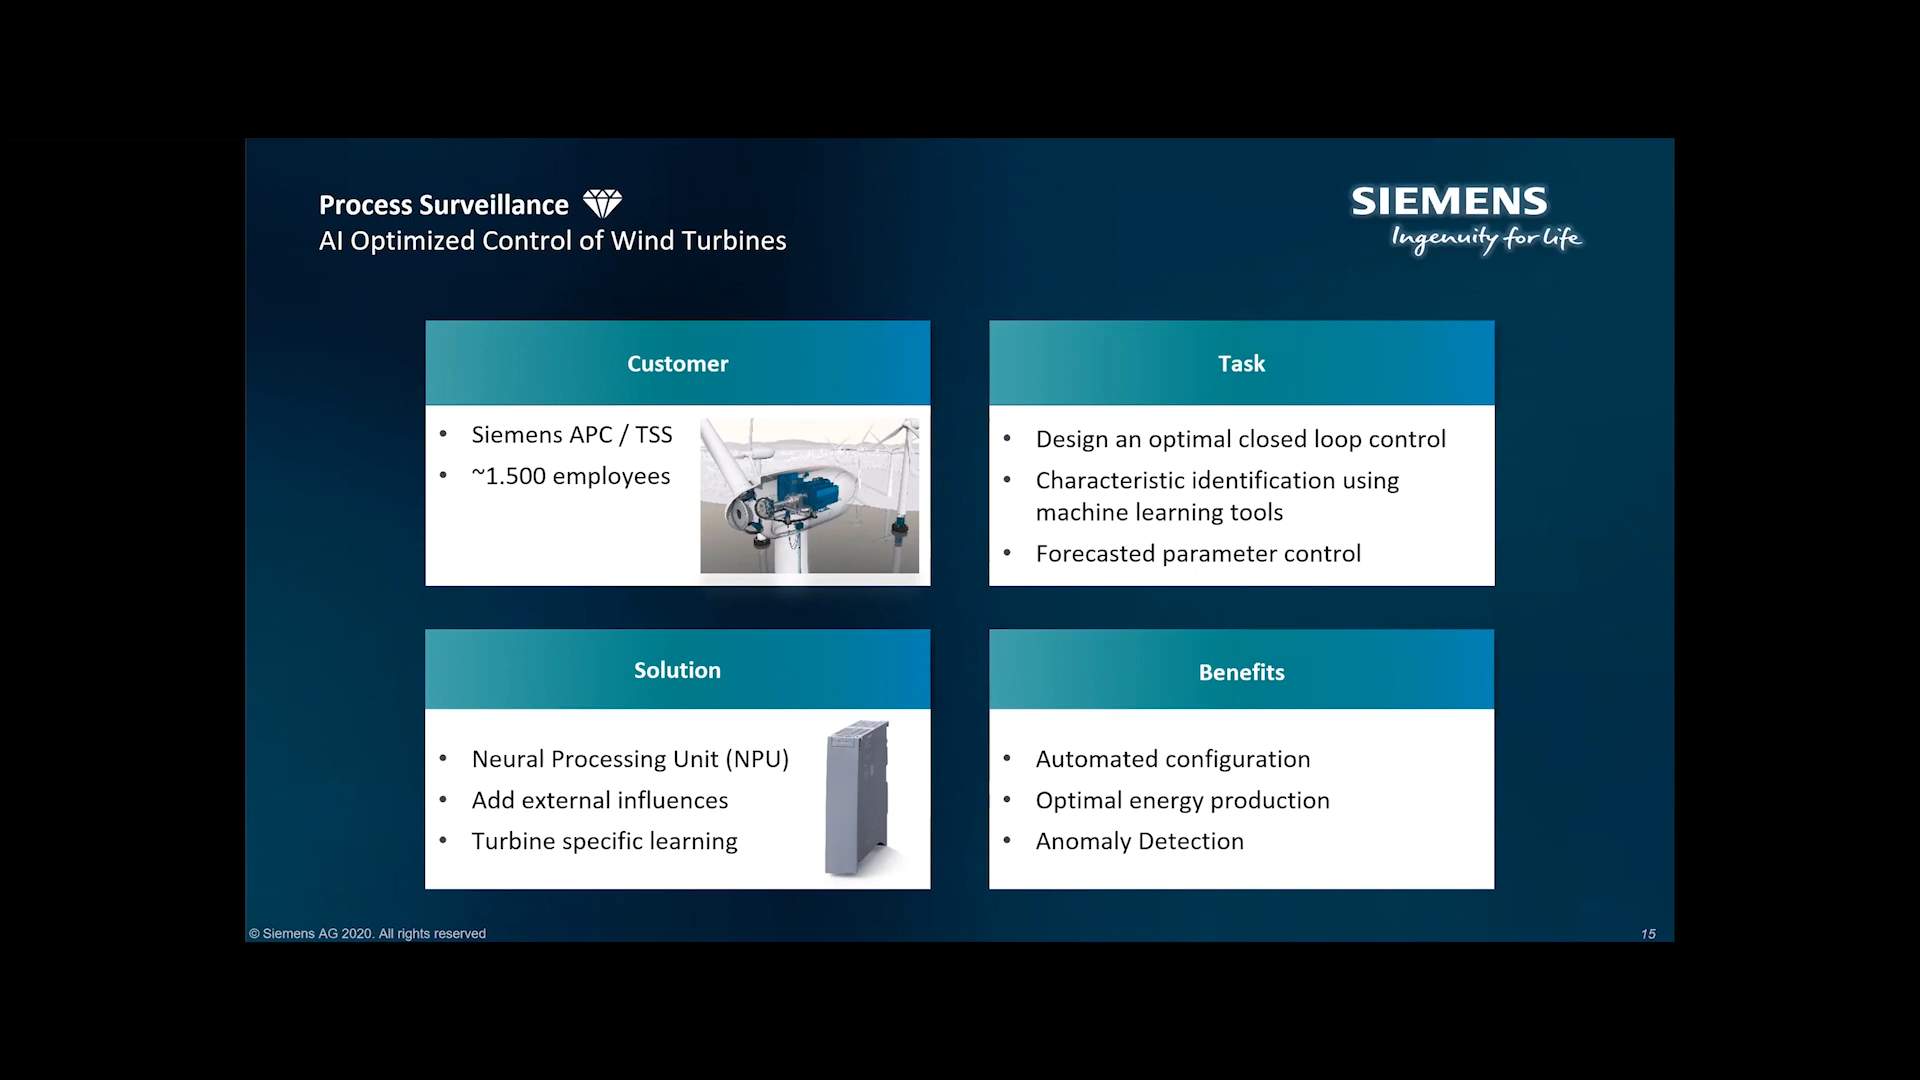 Process Surveillance
AI Optimized Control of Wind Turbines
SIEMENS
Ingenuity for life
Customer
• Siemens APC / TSS
• ~1.500 employees
Task
• Design an optimal closed loop control
• Characteristic identification using
machine learning tools
• Forecasted parameter control
Solution
• Neural Processing Unit (NPU)
• Add external influences
• Turbine specific learning
Benefits
• Automated configuration
• Optimal energy production
• Anomaly Detection
© Siemens AG 2020. All rights reserved
15